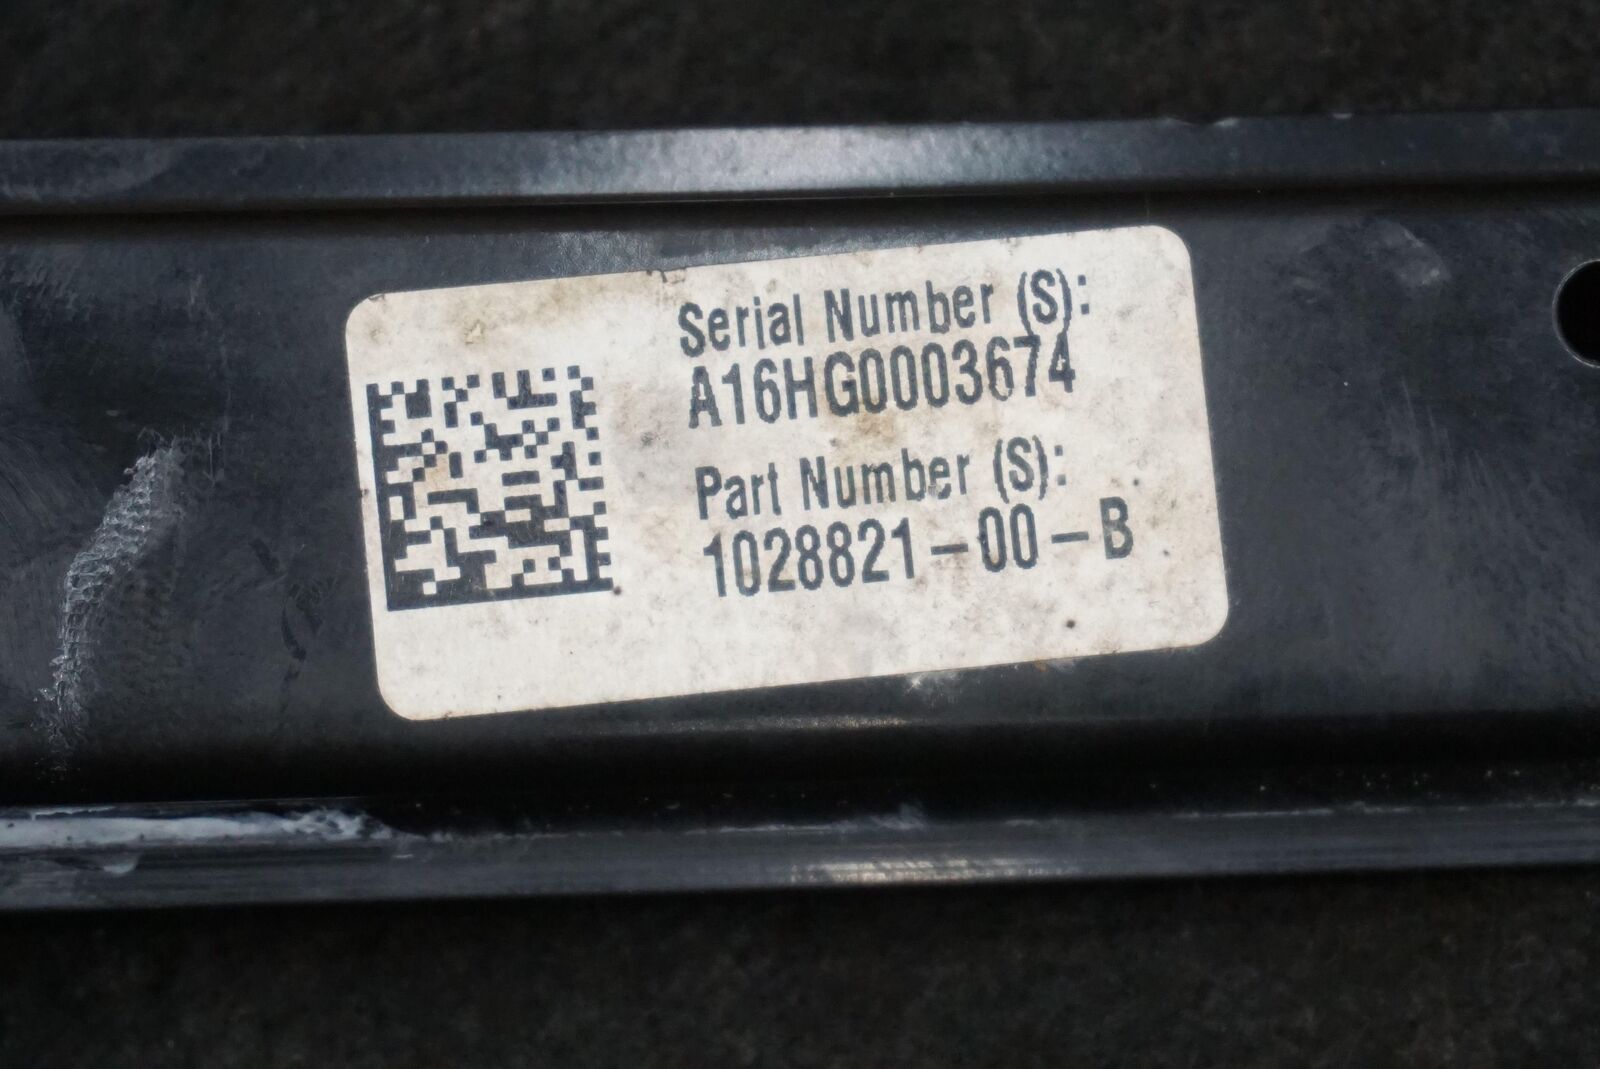 Serial Number (S):
A16HG0003674
Part Number (S):
1028821-00-B